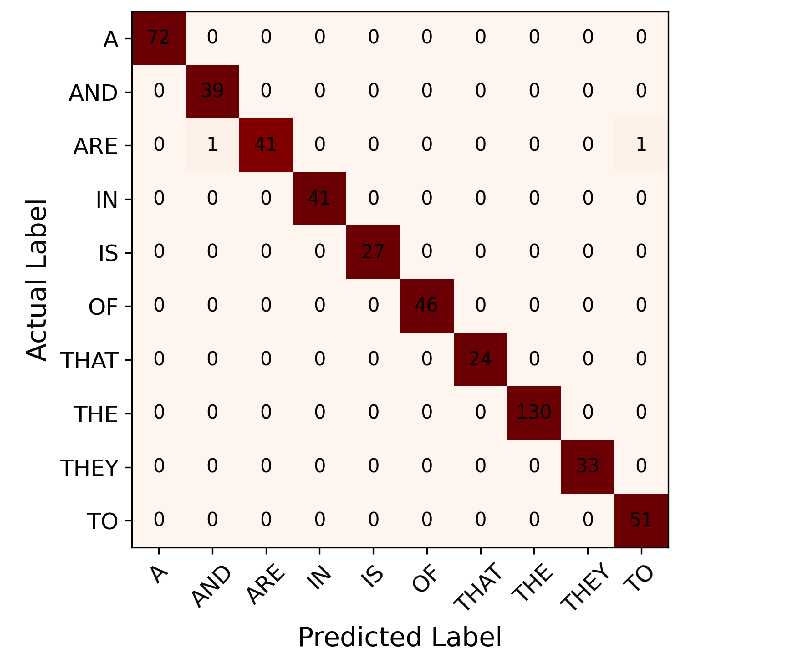 A 72 0 0 0 0 0 0 0 0 0
AND 0 39 0 0 0 0 0 0 0 0
ARE 0 1 41 0 0 0 0 0 0 1
IN 0 0 0 41 0 0 0 0 0 0
IS 0 0 0 0 27 0 0 0 0 0
OF 0 0 0 0 0 46 0 0 0 0
THAT 0 0 0 0 0 0 24 0 0 0
THE 0 0 0 0 0 0 0 130 0 0
THEY 0 0 0 0 0 0 0 0 33 0
TO 0 0 0 0 0 0 0 0 0 51
Actual Label
A AND ARE IN IS OF THAT THE THEY TO
Predicted Label